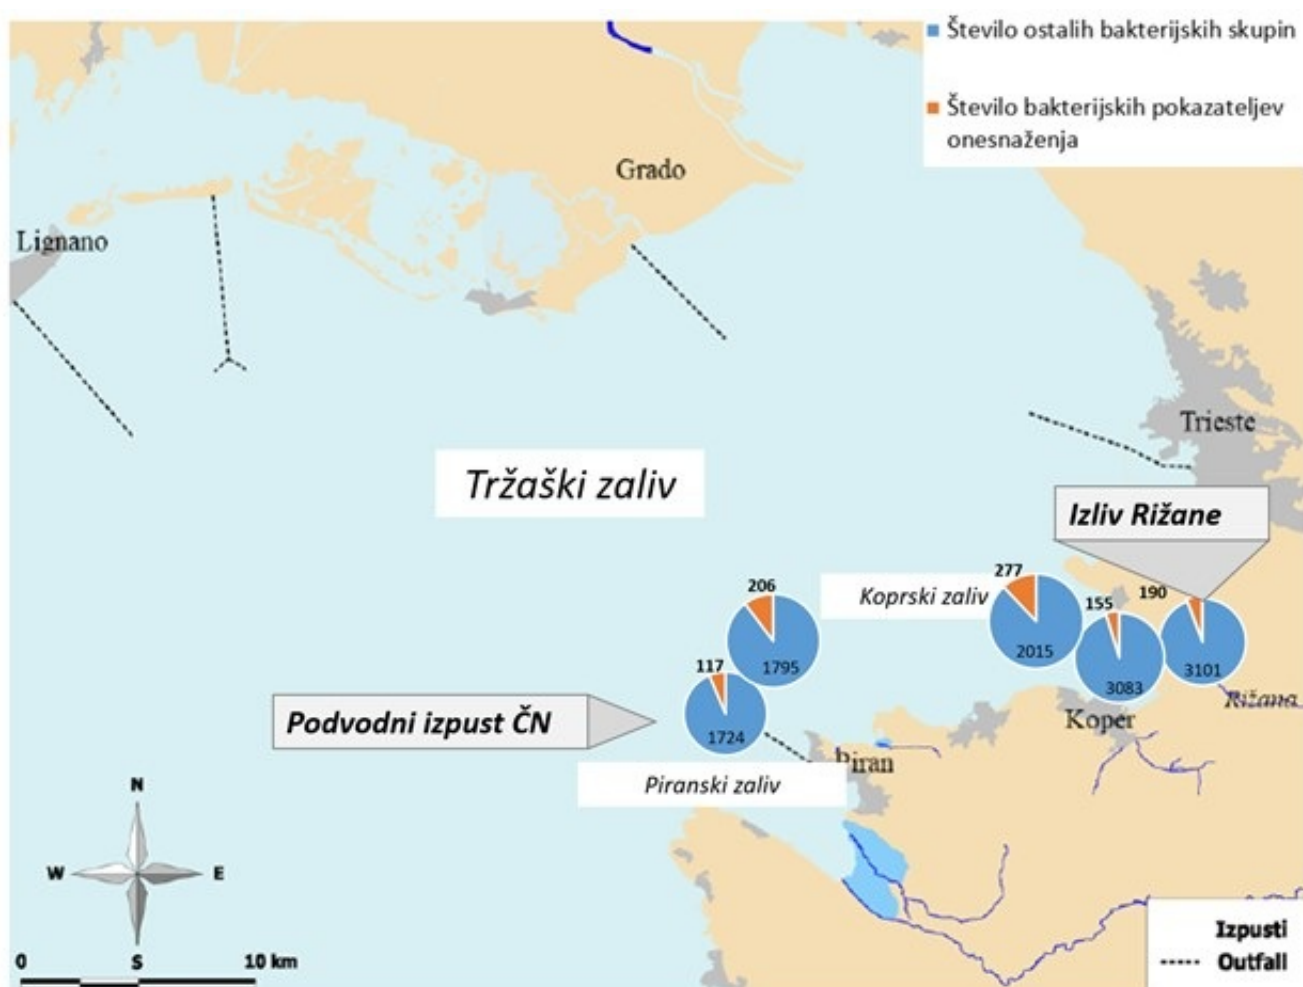 Število ostalih bakterijskih skupin
Število bakterijskih pokazateljev
onesnaženja
Grado
Lignano
Trieste
Tržaški zaliv
Izliv Rižane
277
190
206
Koprski zaliv
155
2015
1795
3101
117
3083
Rižana
Podvodni izpust ČN
Koper
1724
Piran
Piranski zaliv
N
W
E
S
0
10 km
Izpusti
Outfall